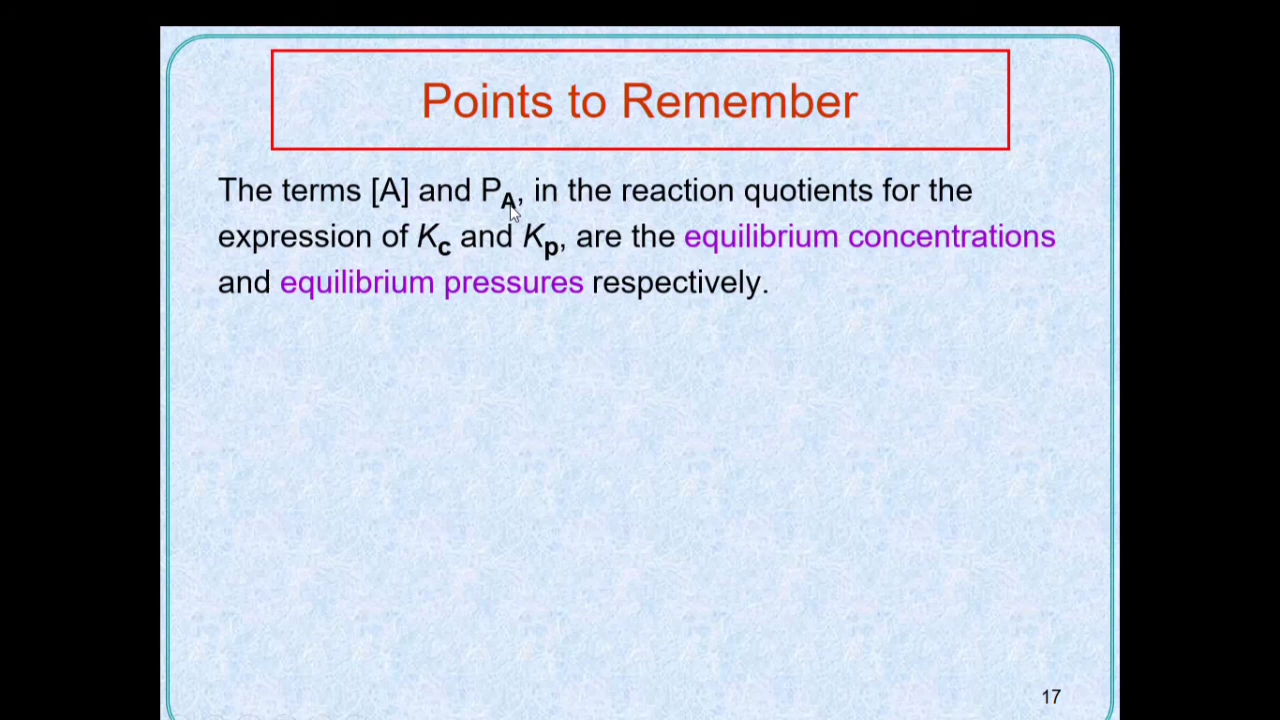 Points to Remember
The terms [A] and PA, in the reaction quotients for the
expression of Kc and Kp, are the equilibrium concentrations
and equilibrium pressures respectively.
17